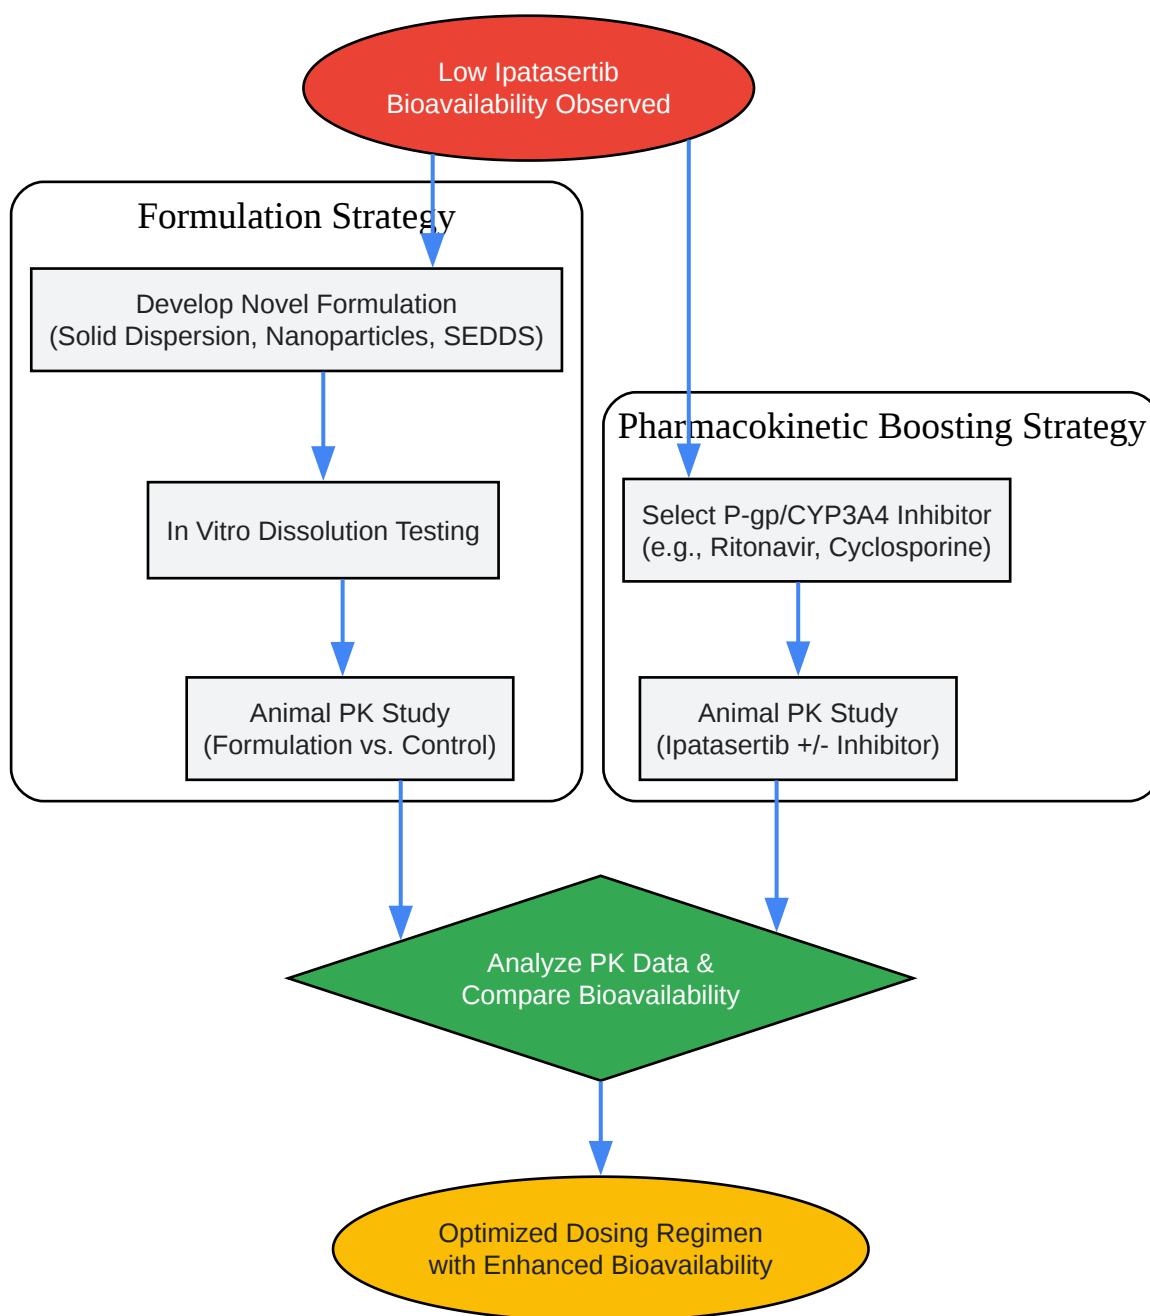 Low Ipatasertib
Bioavailability Observed
Formulation Strategy
Develop Novel Formulation
(Solid Dispersion, Nanoparticles, SEDDS)
In Vitro Dissolution Testing
Animal PK Study
(Formulation vs. Control)
Pharmacokinetic Boosting Strategy
Select P-gp/CYP3A4 Inhibitor
(e.g., Ritonavir, Cyclosporine)
Animal PK Study
(Ipatasertib +/- Inhibitor)
Analyze PK Data &
Compare Bioavailability
Optimized Dosing Regimen
with Enhanced Bioavailability